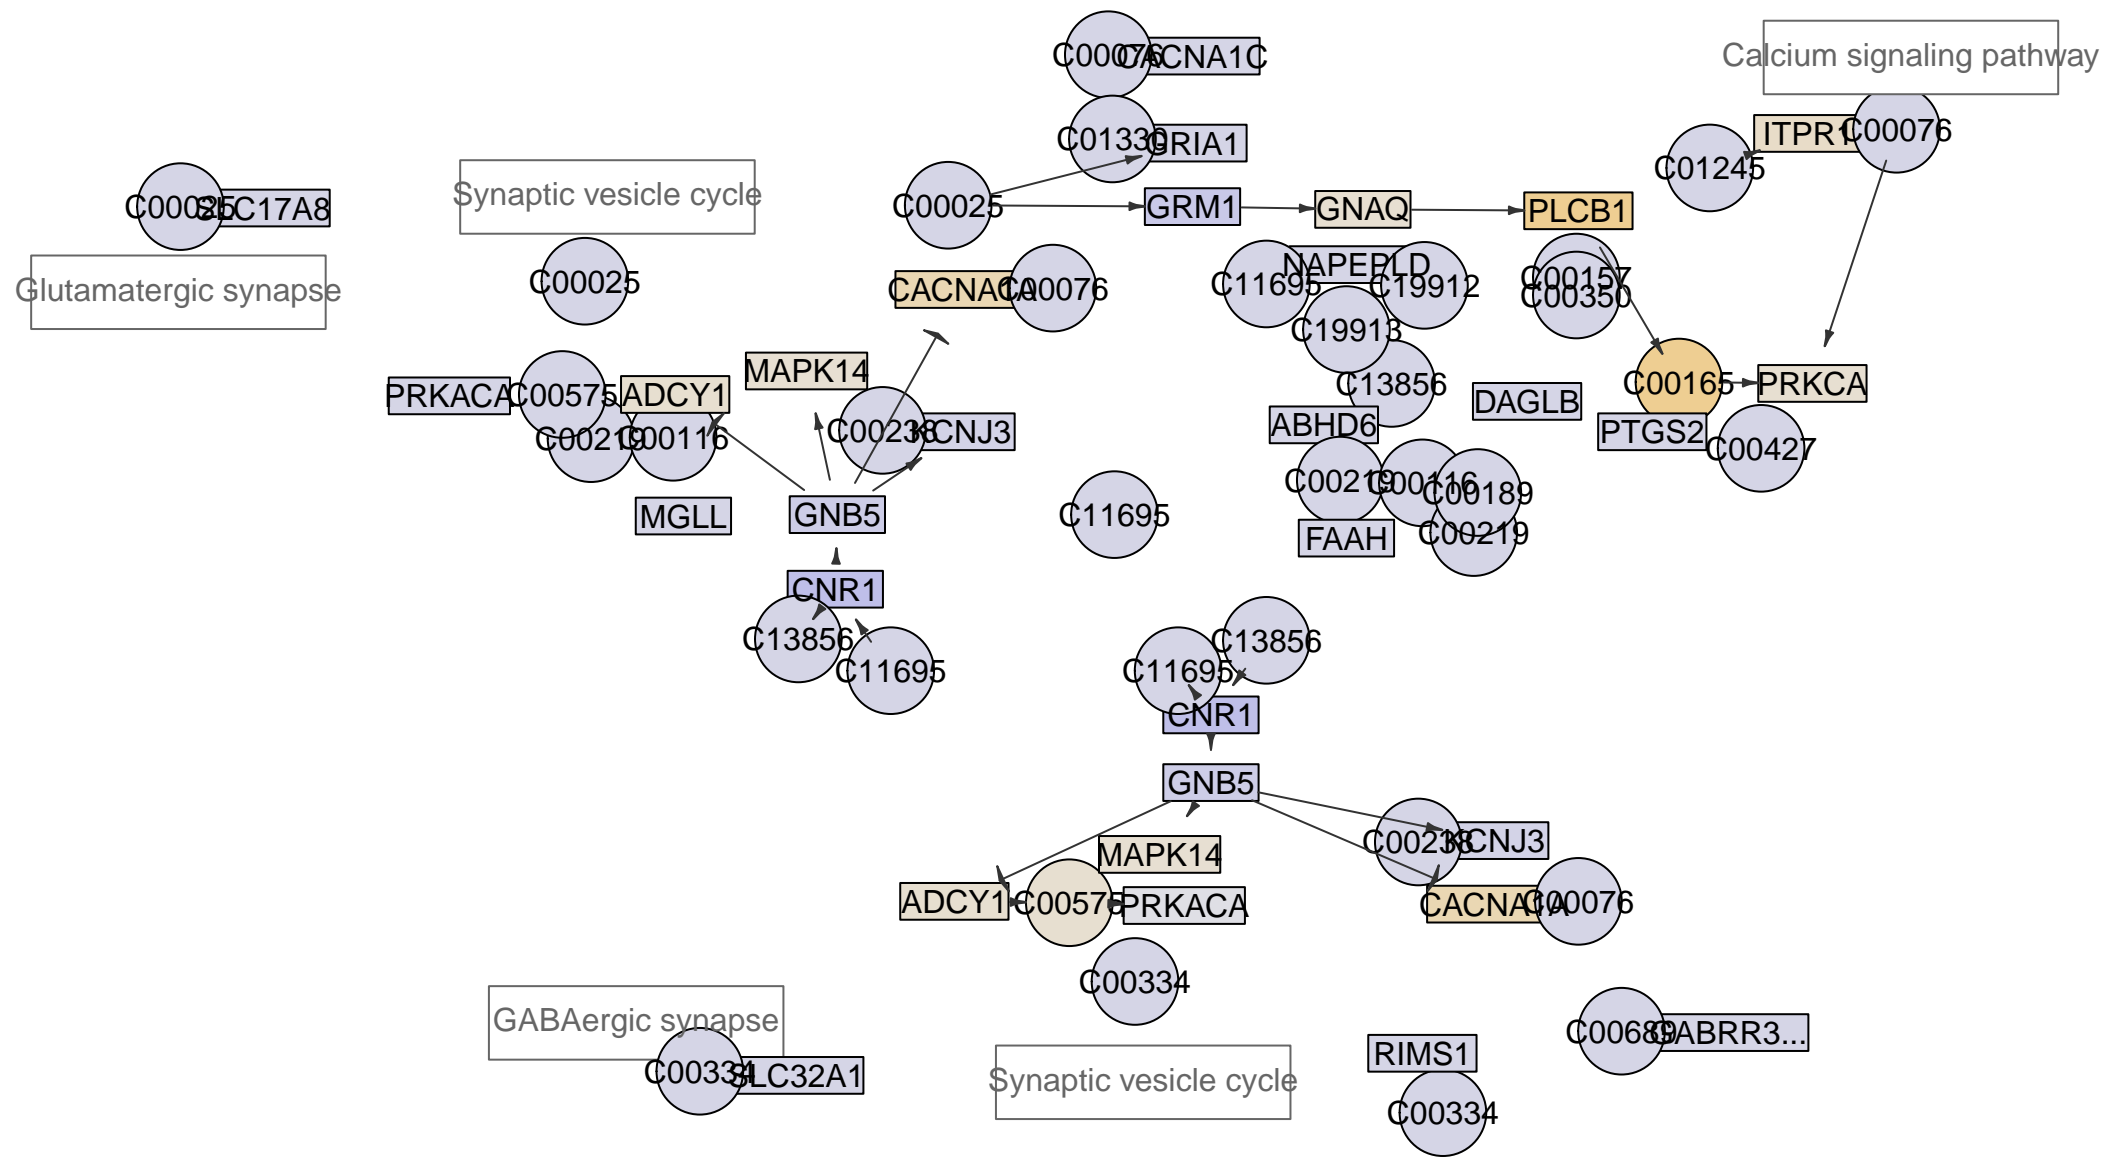 C00076
CACNA1C
Calcium signaling pathway
C01330
GRIA1
ITPR1
C00076
C01245
C00025
SLC17A8
Synaptic vesicle cycle
C00025
GRM1
GNAQ
PLCB1
Glutamatergic synapse
C00025
CACNA1A
C00076
C11695
NAPEPLD
C19912
C00157
C00350
C19913
C13856
MAPK14
PRKACA
C00575
ADCY1
C00219
C00116
C00238
KCNJ3
DAGLB
C00165
PRKCA
ABHD6
PTGS2
C00427
C00219
C00116
C00189
C00219
FAAH
MGLL
GNB5
C11695
CNR1
C13856
C11695
C13856
C11695
CNR1
GNB5
MAPK14
C00238
KCNJ3
ADCY1
C00575
PRKACA
CACNA1A
C00076
C00334
GABAergic synapse
C00334
SLC32A1
Synaptic vesicle cycle
RIMS1
C00334
C00689
GABRR3...